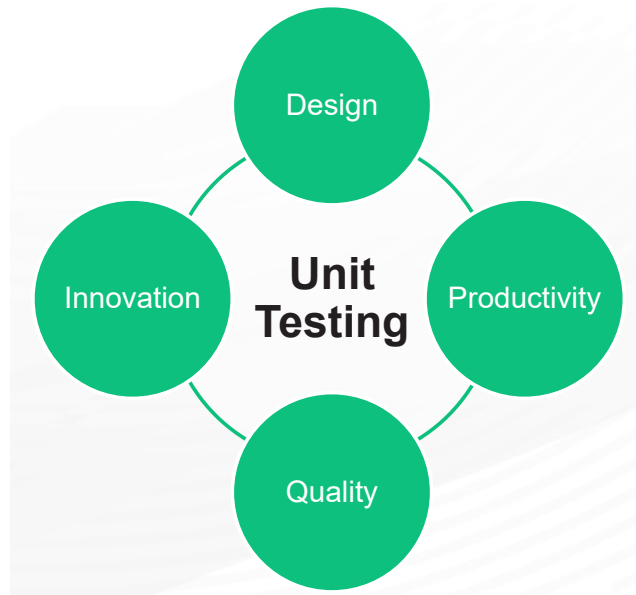 Design
Innovation
Unit
Testing
Productivity
Quality